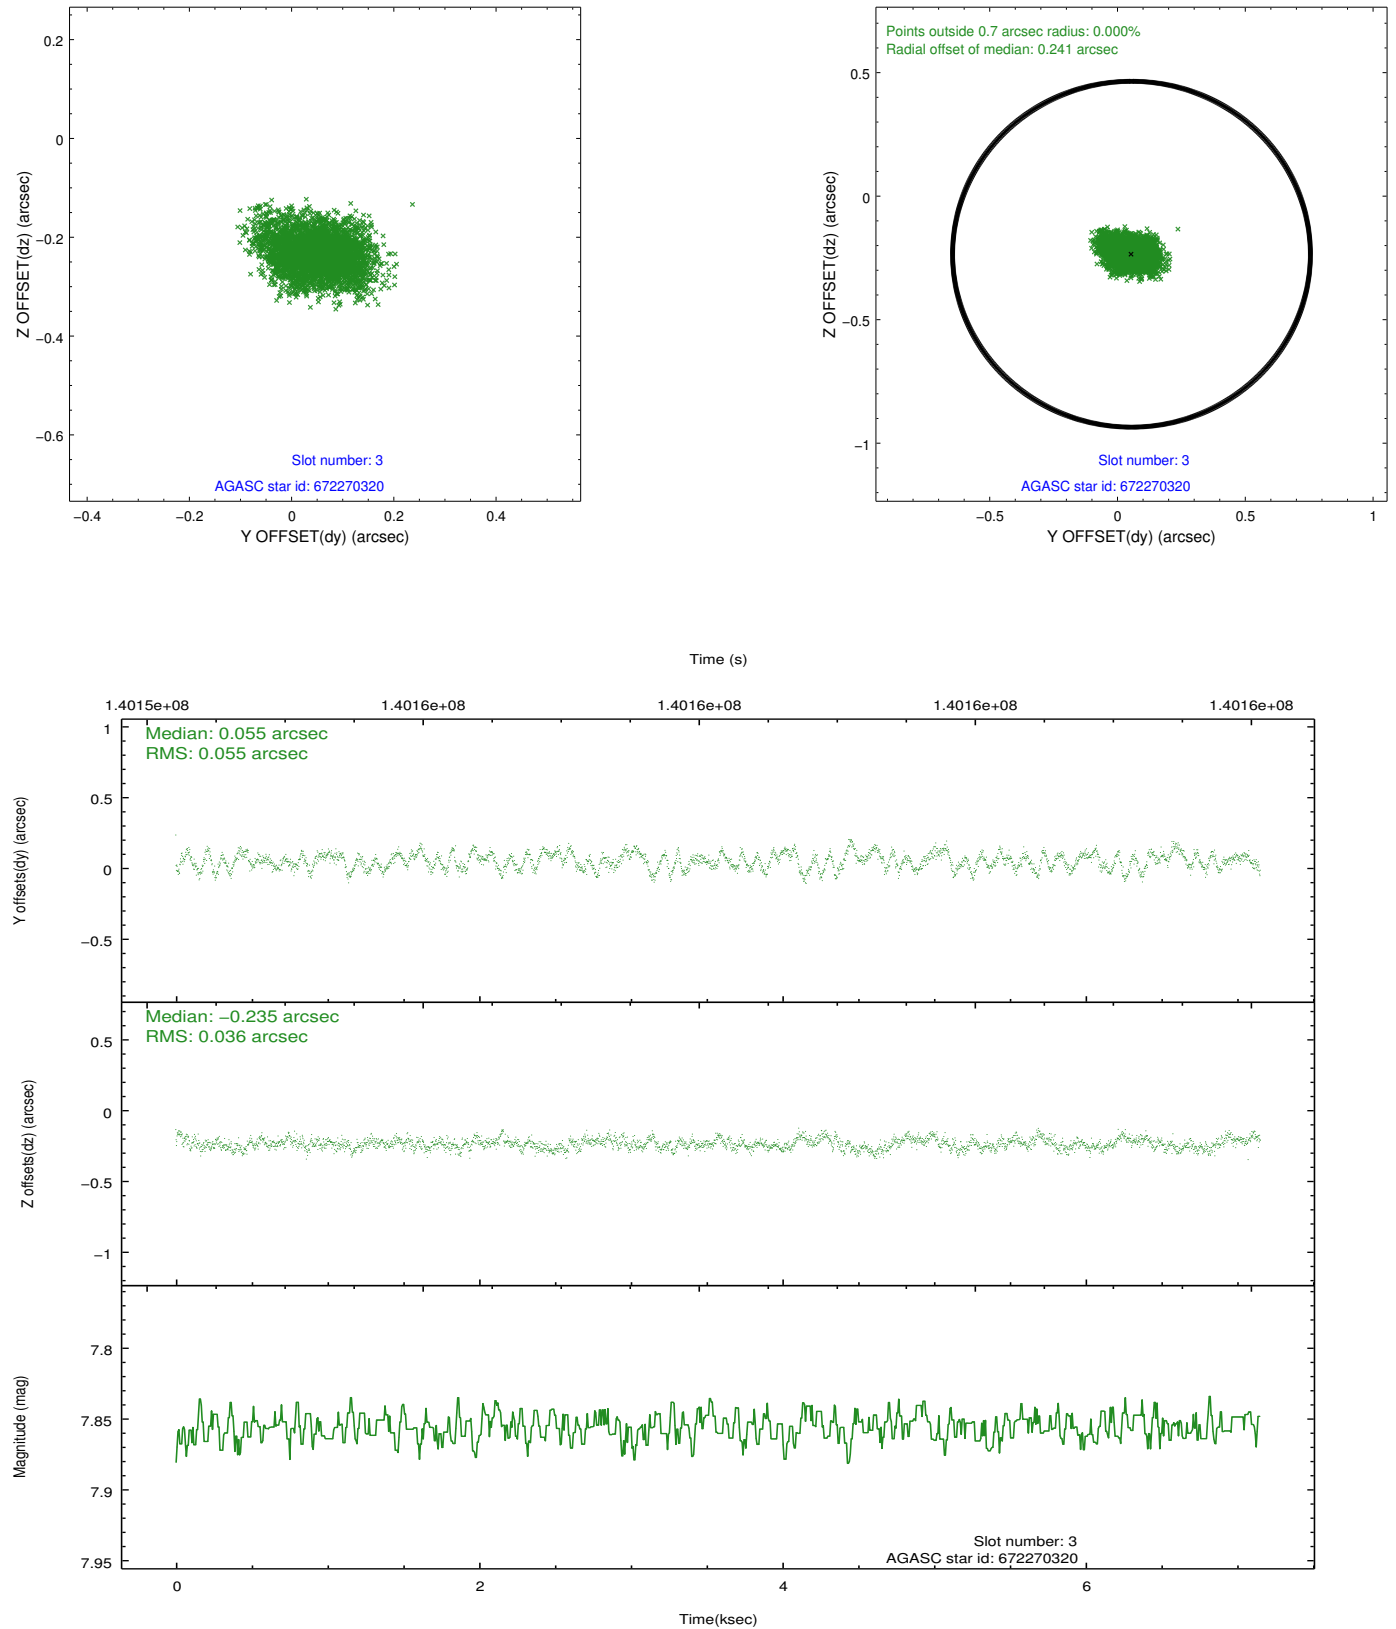 0.2
0
−0.2
−0.4
−0.6
Z OFFSET(dz) (arcsec)
Slot number: 3
AGASC star id: 672270320
−0.4 −0.2 0 0.2 0.4
Y OFFSET(dy) (arcsec)
Points outside 0.7 arcsec radius: 0.000%
Radial offset of median: 0.241 arcsec
0.5
0
−0.5
−1
Z OFFSET(dz) (arcsec)
Slot number: 3
AGASC star id: 672270320
−0.5 0 0.5 1
Y OFFSET(dy) (arcsec)
Time (s)
1.4015e+08 1.4016e+08 1.4016e+08 1.4016e+08 1.4016e+08
Median: 0.055 arcsec
RMS: 0.055 arcsec
1
0.5
0
−0.5
Y offsets(dy) (arcsec)
Median: −0.235 arcsec
RMS: 0.036 arcsec
0.5
0
−0.5
−1
Z offsets(dz) (arcsec)
7.8
7.85
7.9
7.95
Magnitude (mag)
Slot number: 3
AGASC star id: 672270320
0 2 4 6
Time(ksec)